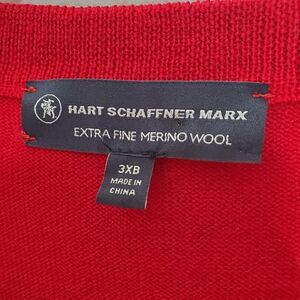 HART SCHAFFNER MARX
EXTRA FINE MERINO WOOL
3XB
MADE IN
CHINA